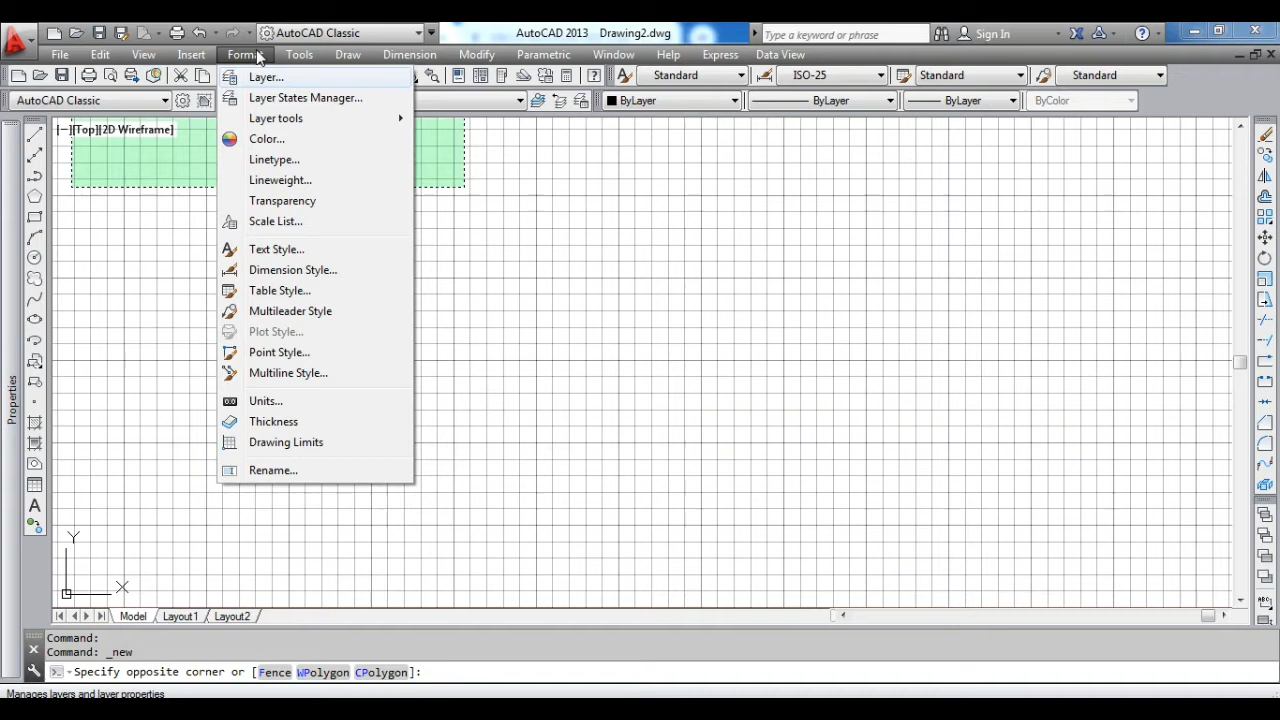 AutoCAD Classic
AutoCAD 2013 Drawing2.dwg
Type a keyword or phrase
Sign In
File Edit View Insert Tools Draw Dimension Modify Parametric Window Help Express Data View
Standard ISO-25 Standard Standard
AutoCAD Classic
ByLayer ByLayer ByLayer ByColor
Layer...
Layer States Manager...
Layer tools
Color...
Linetype...
Lineweight...
Transparency
Scale List...
Text Style...
Dimension Style...
Table Style...
Multileader Style
Plot Style...
Point Style...
Multiline Style...
Units...
Thickness
Drawing Limits
Rename...
[−][Top][2D Wireframe]
Properties
Y
X
Model Layout1 Layout2
Command:
Command: _new
Specify opposite corner or [Fence WPolygon CPolygon]:
Manages layers and layer properties